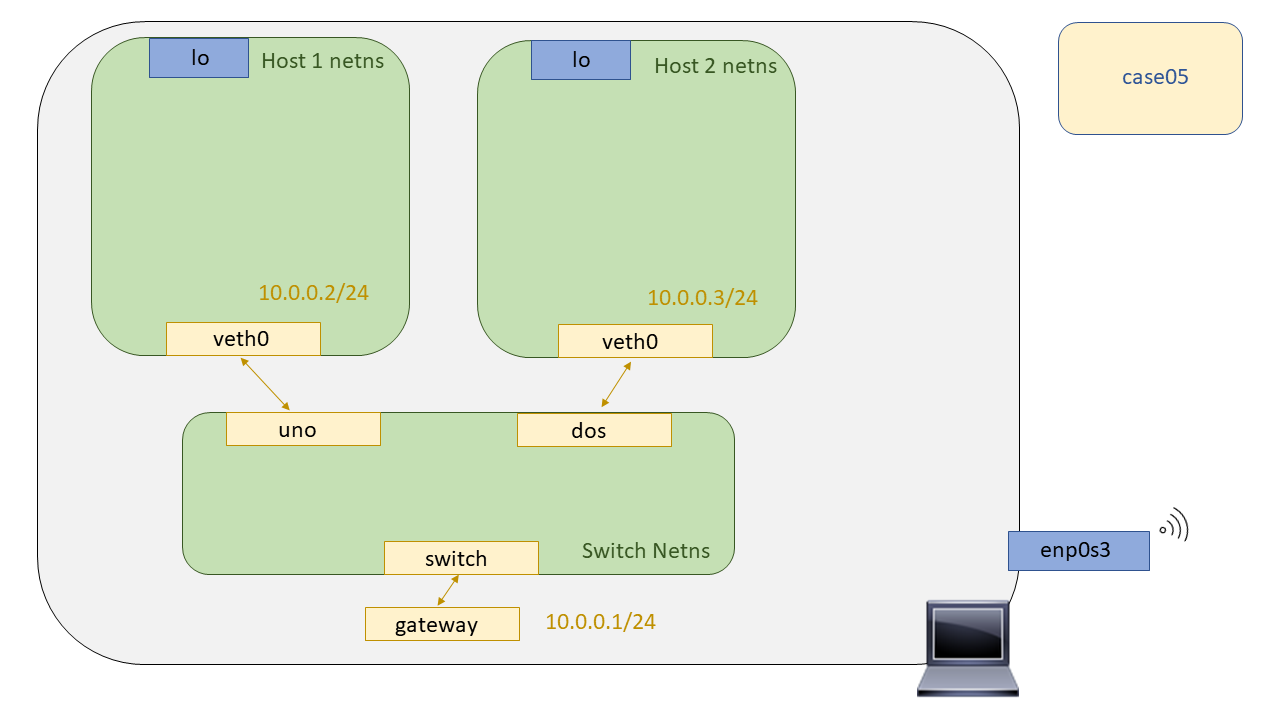 lo
Host 1 netns
lo
Host 2 netns
case05
10.0.0.2/24
10.0.0.3/24
veth0
veth0
uno
dos
switch
Switch Netns
enp0s3
gateway
10.0.0.1/24